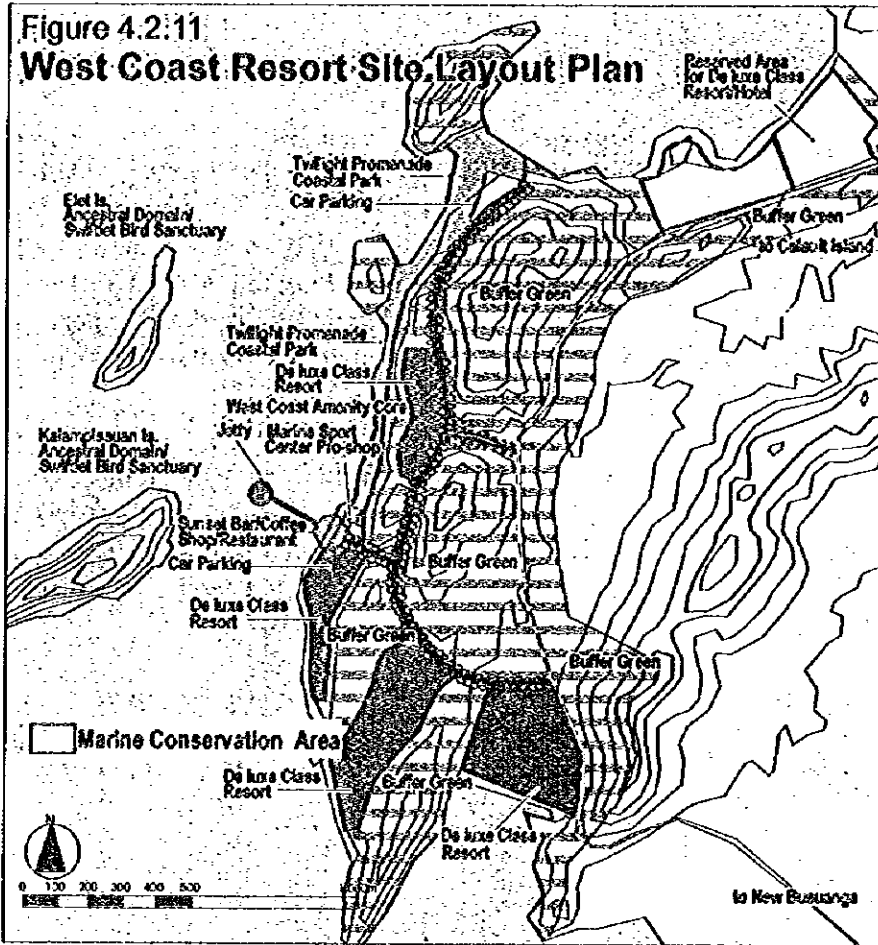 Figure 4.2.11
West Coast Resort Site Layout Plan
Reserved Area
for De luxe Class
Resort/Hotel
Twilight Promenade
Coastal Park
Car Parking
Elet Is.
Ancestral Domain/
Swiftlet Bird Sanctuary
Buffer Green
to Calauit Island
Buffer Green
Twilight Promenade
Coastal Park
De luxe Class
Resort
West Coast Amenity Core
Jetty
Marine Sport
Center Pro-shop
Kalampisauan Is.
Ancestral Domain/
Swiftlet Bird Sanctuary
Sunset Bar/Coffee
Shop/Restaurant
Car Parking
Buffer Green
De luxe Class
Resort
Buffer Green
Buffer Green
Marine Conservation Area
De luxe Class
Resort
Buffer Green
De luxe Class
Resort
N
0 100 200 300 400 500
to New Busuanga